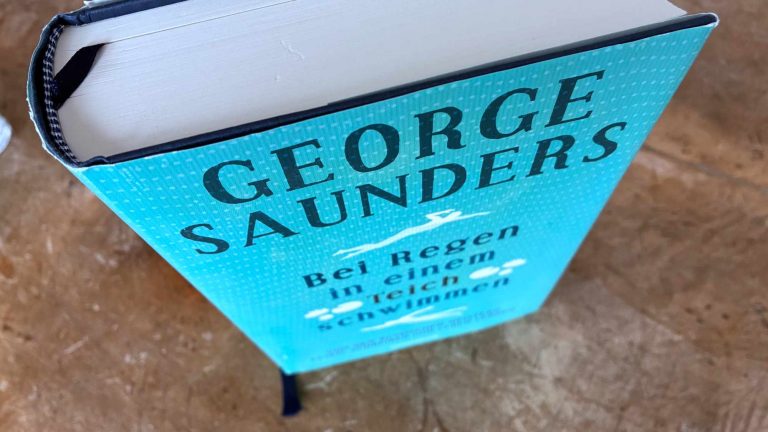 GEORGE
SAUNDERS
Bei Regen
in einem
Teich
schwimmen